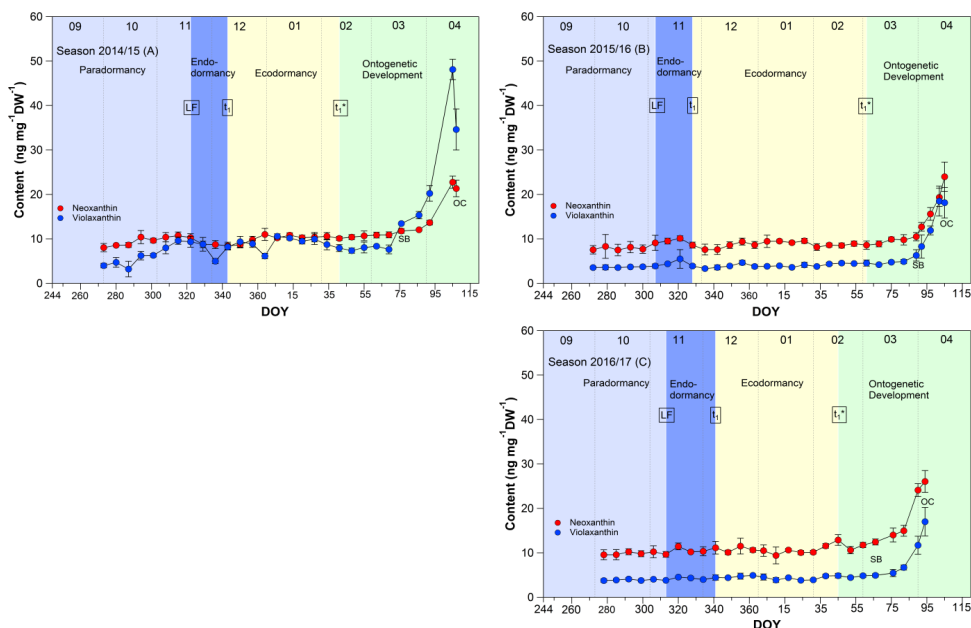 09 10 11 12 01 02 03 04
Season 2014/15 (A)
Paradormancy
Endo-
dormancy
Ecodormancy
Ontogenetic
Development
LF
t1
t1*
Neoxanthin
Violaxanthin
SB
OC
Content (ng mg-1DW-1)
60
50
40
30
20
10
0
244 260 280 300 320 340 360 15 35 55 75 95 115
DOY
09 10 11 12 01 02 03 04
Season 2015/16 (B)
Paradormancy
Endo-
dormancy
Ecodormancy
Ontogenetic
Development
LF
t1
t1*
Neoxanthin
Violaxanthin
SB
OC
Content (ng mg-1DW-1)
60
50
40
30
20
10
0
244 260 280 300 320 340 360 15 35 55 75 95 115
DOY
09 10 11 12 01 02 03 04
Season 2016/17 (C)
Paradormancy
Endo-
dormancy
Ecodormancy
Ontogenetic
Development
LF
t1
t1*
Neoxanthin
Violaxanthin
SB
OC
Content (ng mg-1DW-1)
60
50
40
30
20
10
0
244 260 280 300 320 340 360 15 35 55 75 95 115
DOY